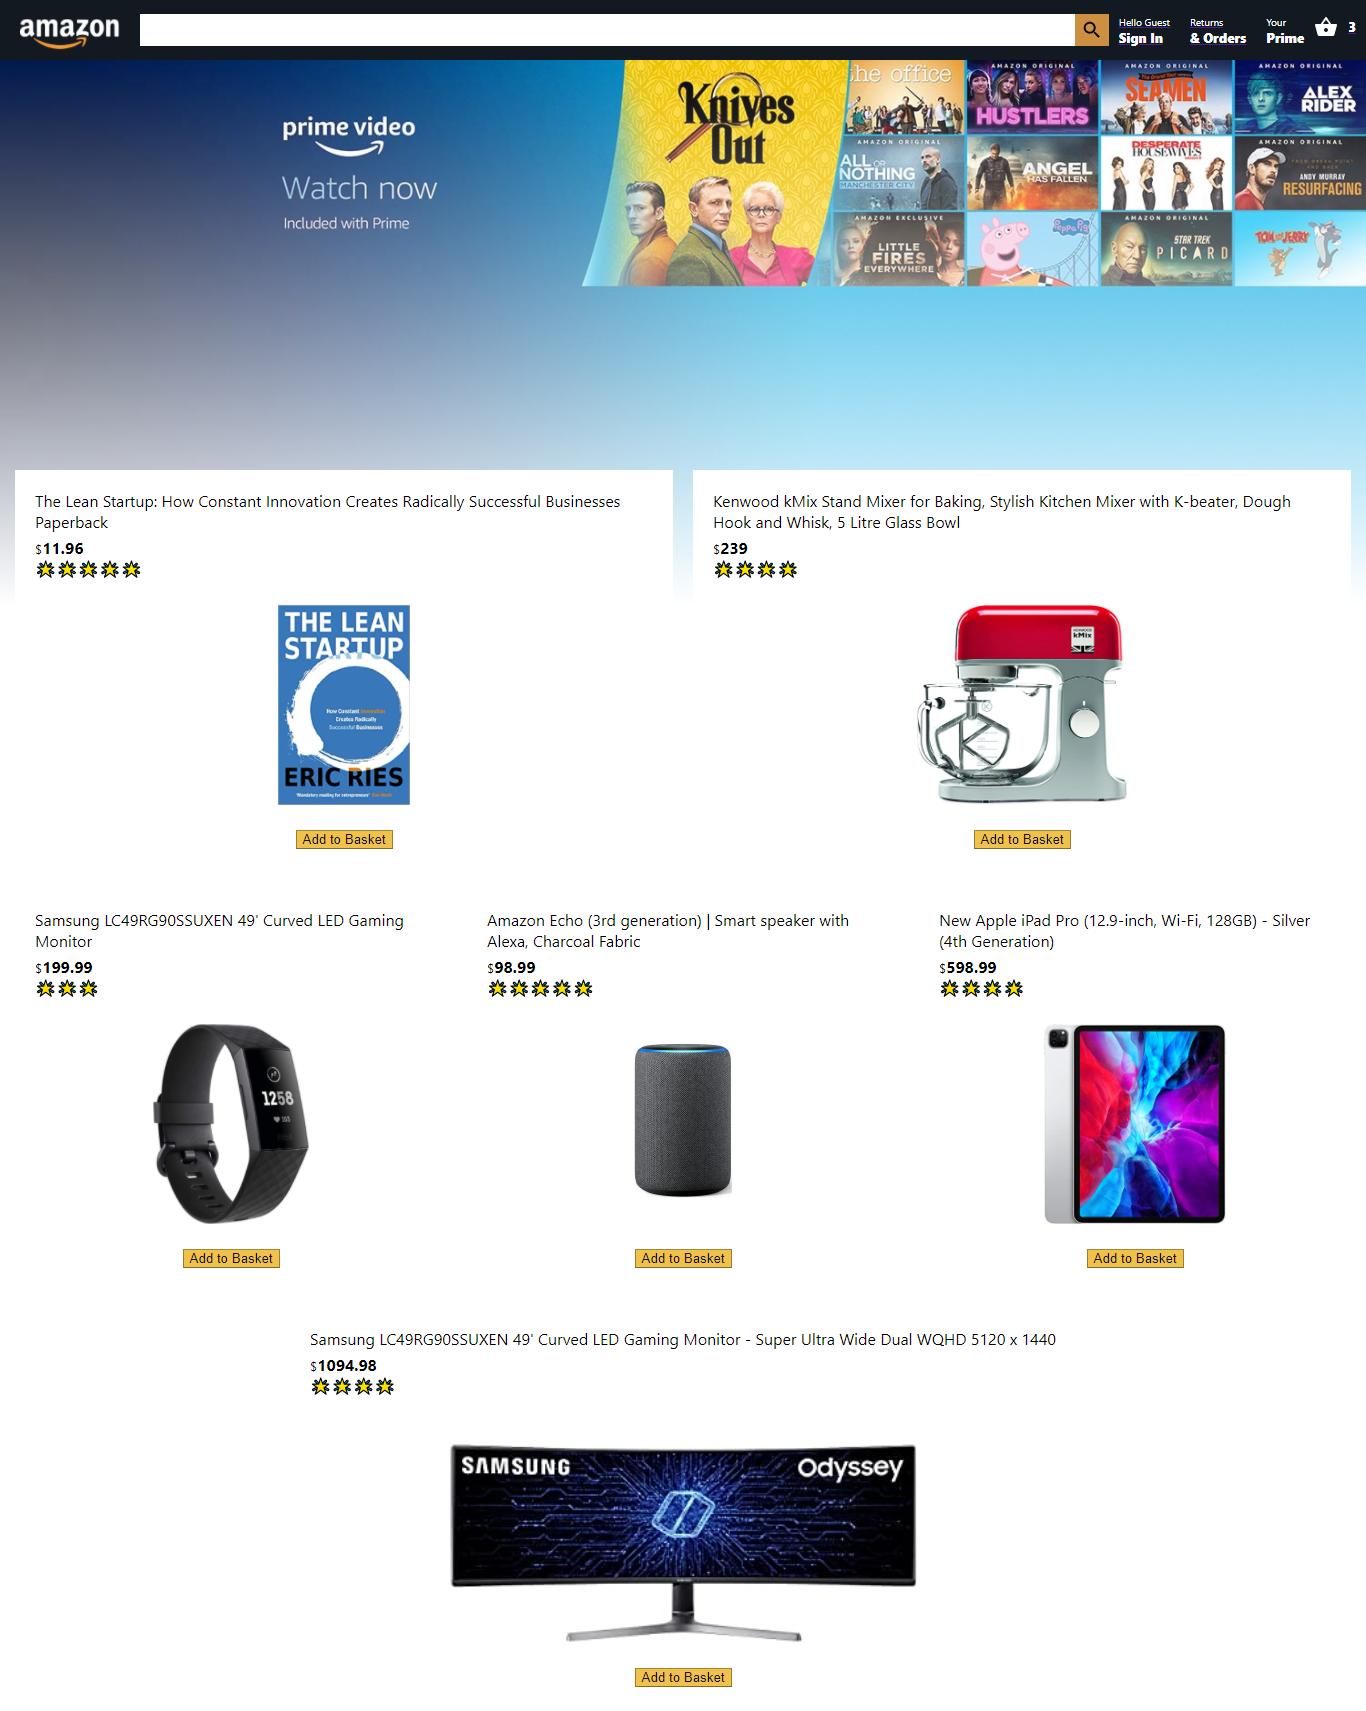 amazon
Hello Guest
Sign In
Returns
& Orders
Your
Prime
3
prime video
Watch now
Included with Prime
Knives
Out
the office
AMAZON ORIGINAL
HUSTLERS
AMAZON ORIGINAL
The Grand Tour
SEAMEN
AMAZON ORIGINAL
ALEX
RIDER
AMAZON ORIGINAL
ALL OR
NOTHING
MANCHESTER CITY
ANGEL
HAS FALLEN
DESPERATE
HOUSEWIVES
AMAZON ORIGINAL
ANDY MURRAY
RESURFACING
AMAZON EXCLUSIVE
LITTLE
FIRES
EVERYWHERE
Peppa Pig
AMAZON ORIGINAL
STAR TREK
PICARD
TOM and JERRY
The Lean Startup: How Constant Innovation Creates Radically Successful Businesses
Paperback
$11.96
THE LEAN
STARTUP
How Constant Innovation
Creates Radically
Successful Businesses
ERIC RIES
'Mandatory reading for entrepreneurs'
Add to Basket
Kenwood kMix Stand Mixer for Baking, Stylish Kitchen Mixer with K-beater, Dough
Hook and Whisk, 5 Litre Glass Bowl
$239
KENWOOD
kMix
Add to Basket
Samsung LC49RG90SSUXEN 49' Curved LED Gaming
Monitor
$199.99
1258
103
Add to Basket
Amazon Echo (3rd generation) | Smart speaker with
Alexa, Charcoal Fabric
$98.99
Add to Basket
New Apple iPad Pro (12.9-inch, Wi-Fi, 128GB) - Silver
(4th Generation)
$598.99
Add to Basket
Samsung LC49RG90SSUXEN 49' Curved LED Gaming Monitor - Super Ultra Wide Dual WQHD 5120 x 1440
$1094.98
SAMSUNG
Odyssey
Add to Basket